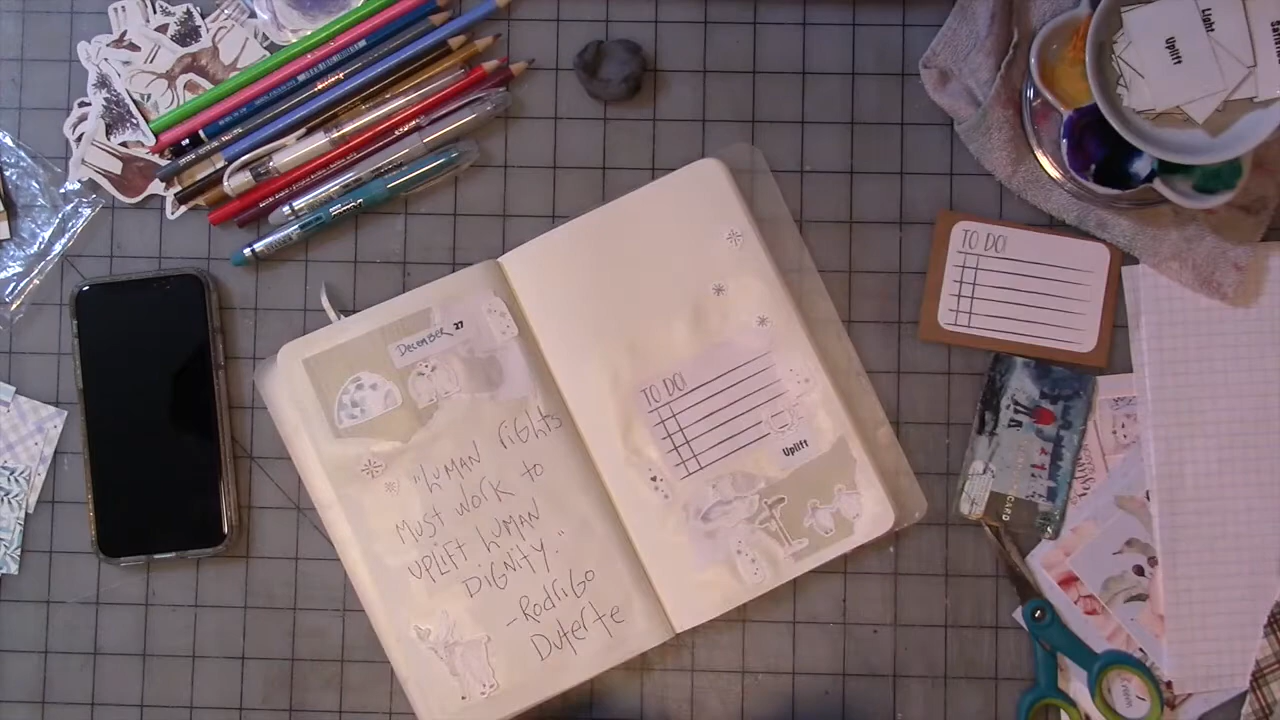 December 27
"HUMAN rights
MUST WORK to
UPLIFT HUMAN
DIGNITY."
-Rodrigo
Duterte
TO DO!
Uplift
TO DO!
Uplift
Light